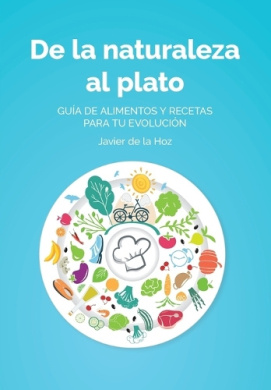 De la naturaleza
al plato
GUÍA DE ALIMENTOS Y RECETAS
PARA TU EVOLUCIÓN
Javier de la Hoz